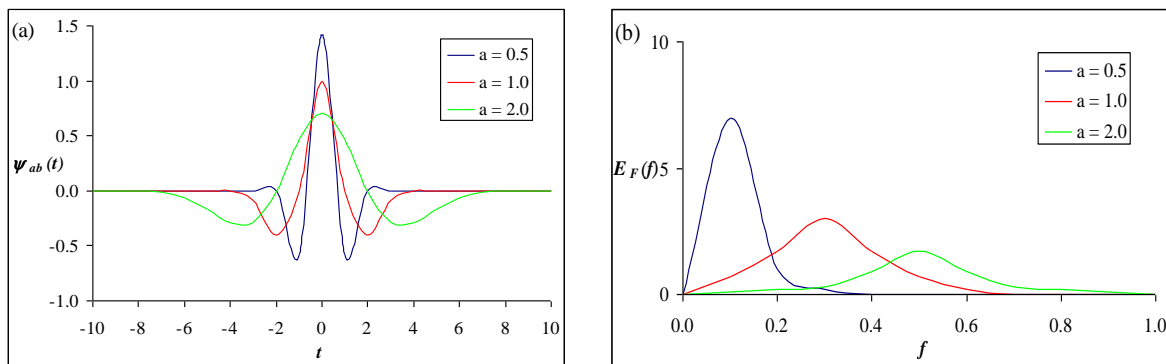 (a)
1.5
1.0
0.5
0.0
-0.5
-1.0
ψ ab (t)
-10 -8 -6 -4 -2 0 2 4 6 8 10
t
a = 0.5
a = 1.0
a = 2.0
(b)
10
5
0
E F (f)
0.0 0.2 0.4 0.6 0.8 1.0
f
a = 0.5
a = 1.0
a = 2.0